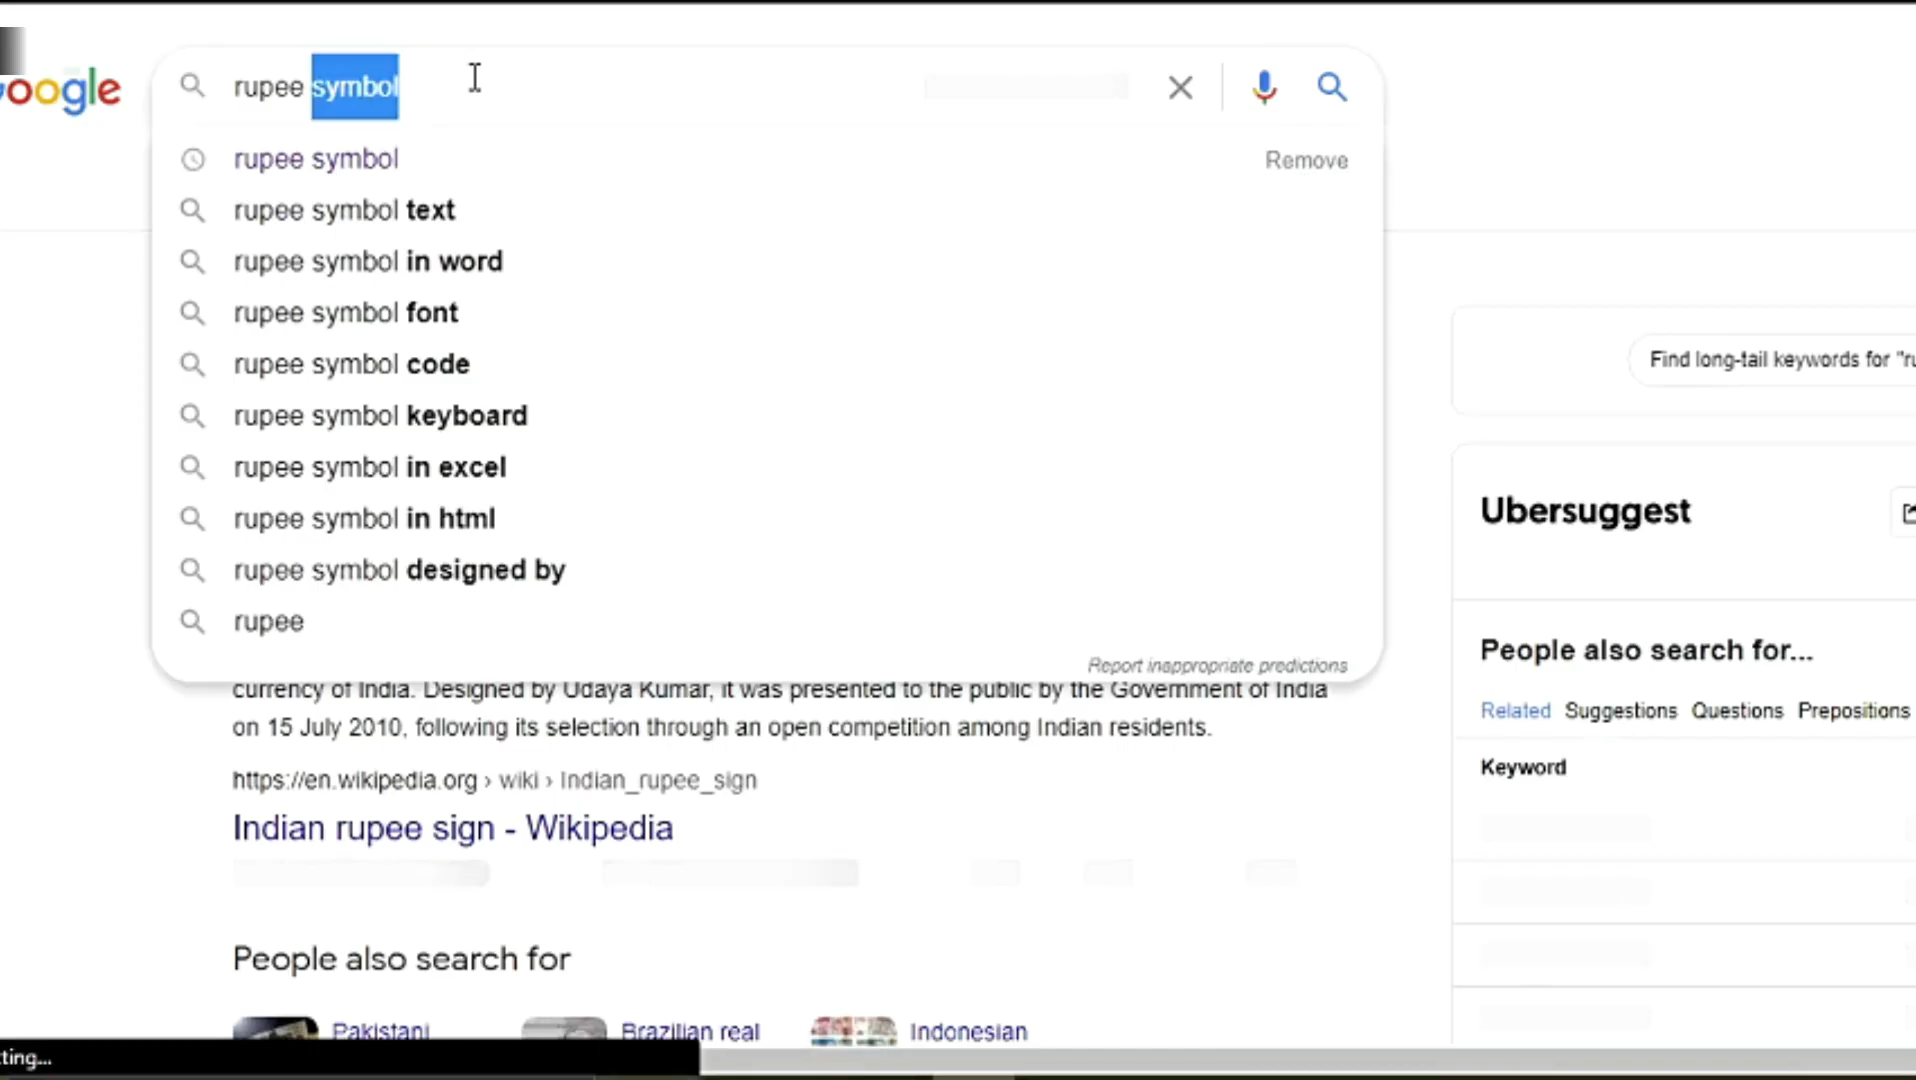 oogle
rupee symbol
rupee symbol
Remove
rupee symbol text
rupee symbol in word
rupee symbol font
rupee symbol code
rupee symbol keyboard
rupee symbol in excel
rupee symbol in html
rupee symbol designed by
rupee
Report inappropriate predictions
currency of India. Designed by Udaya Kumar, it was presented to the public by the Government of India
on 15 July 2010, following its selection through an open competition among Indian residents.
https://en.wikipedia.org › wiki › Indian_rupee_sign
Indian rupee sign - Wikipedia
People also search for
Pakistani
Brazilian real
Indonesian
ting...
Find long-tail keywords for "ru
Ubersuggest
People also search for...
Related Suggestions Questions Prepositions
Keyword